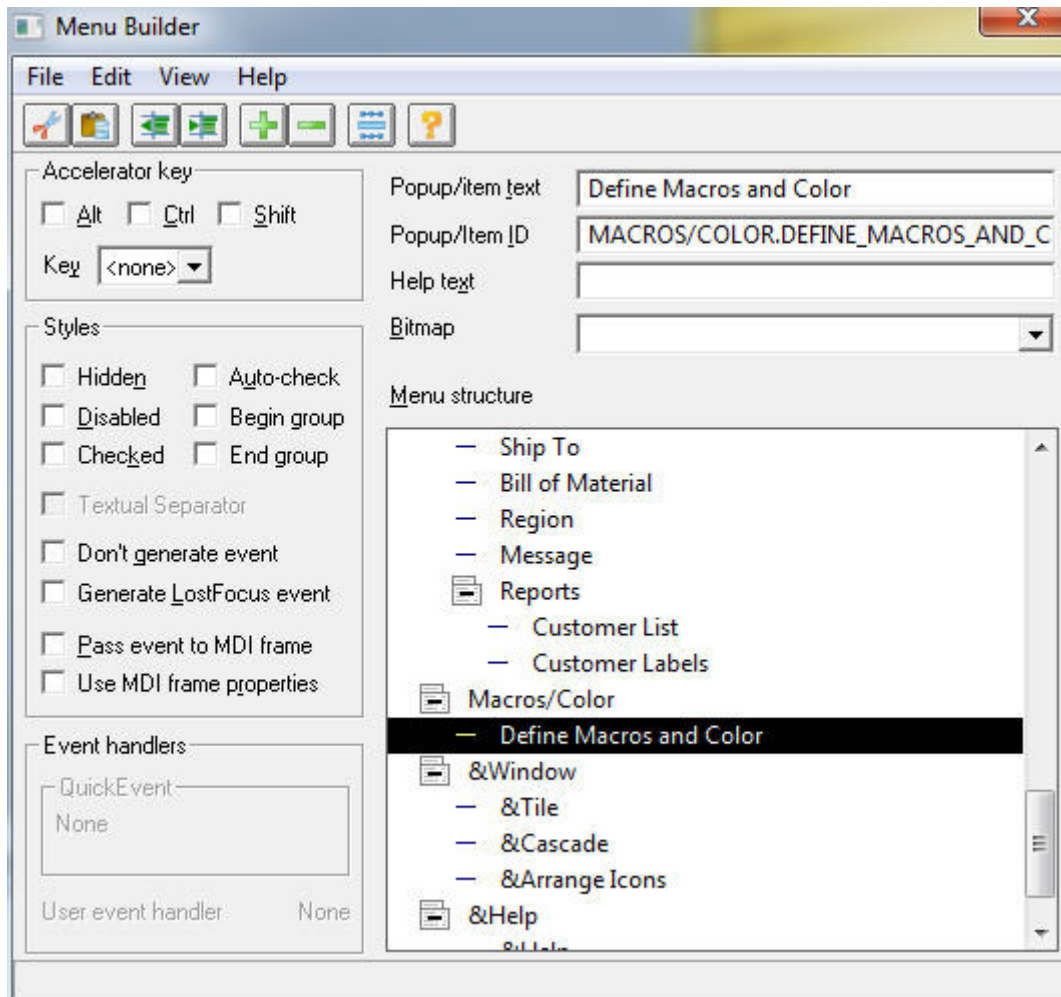 Menu Builder
File Edit View Help
Accelerator key
Alt Ctrl Shift
Key <none>
Popup/item text Define Macros and Color
Popup/Item ID MACROS/COLOR.DEFINE_MACROS_AND_C
Help text
Bitmap
Styles
Hidden Auto-check
Disabled Begin group
Checked End group
Textual Separator
Don't generate event
Generate LostFocus event
Pass event to MDI frame
Use MDI frame properties
Event handlers
QuickEvent
None
User event handler None
Menu structure
Ship To
Bill of Material
Region
Message
Reports
Customer List
Customer Labels
Macros/Color
Define Macros and Color
&Window
&Tile
&Cascade
&Arrange Icons
&Help
&Help